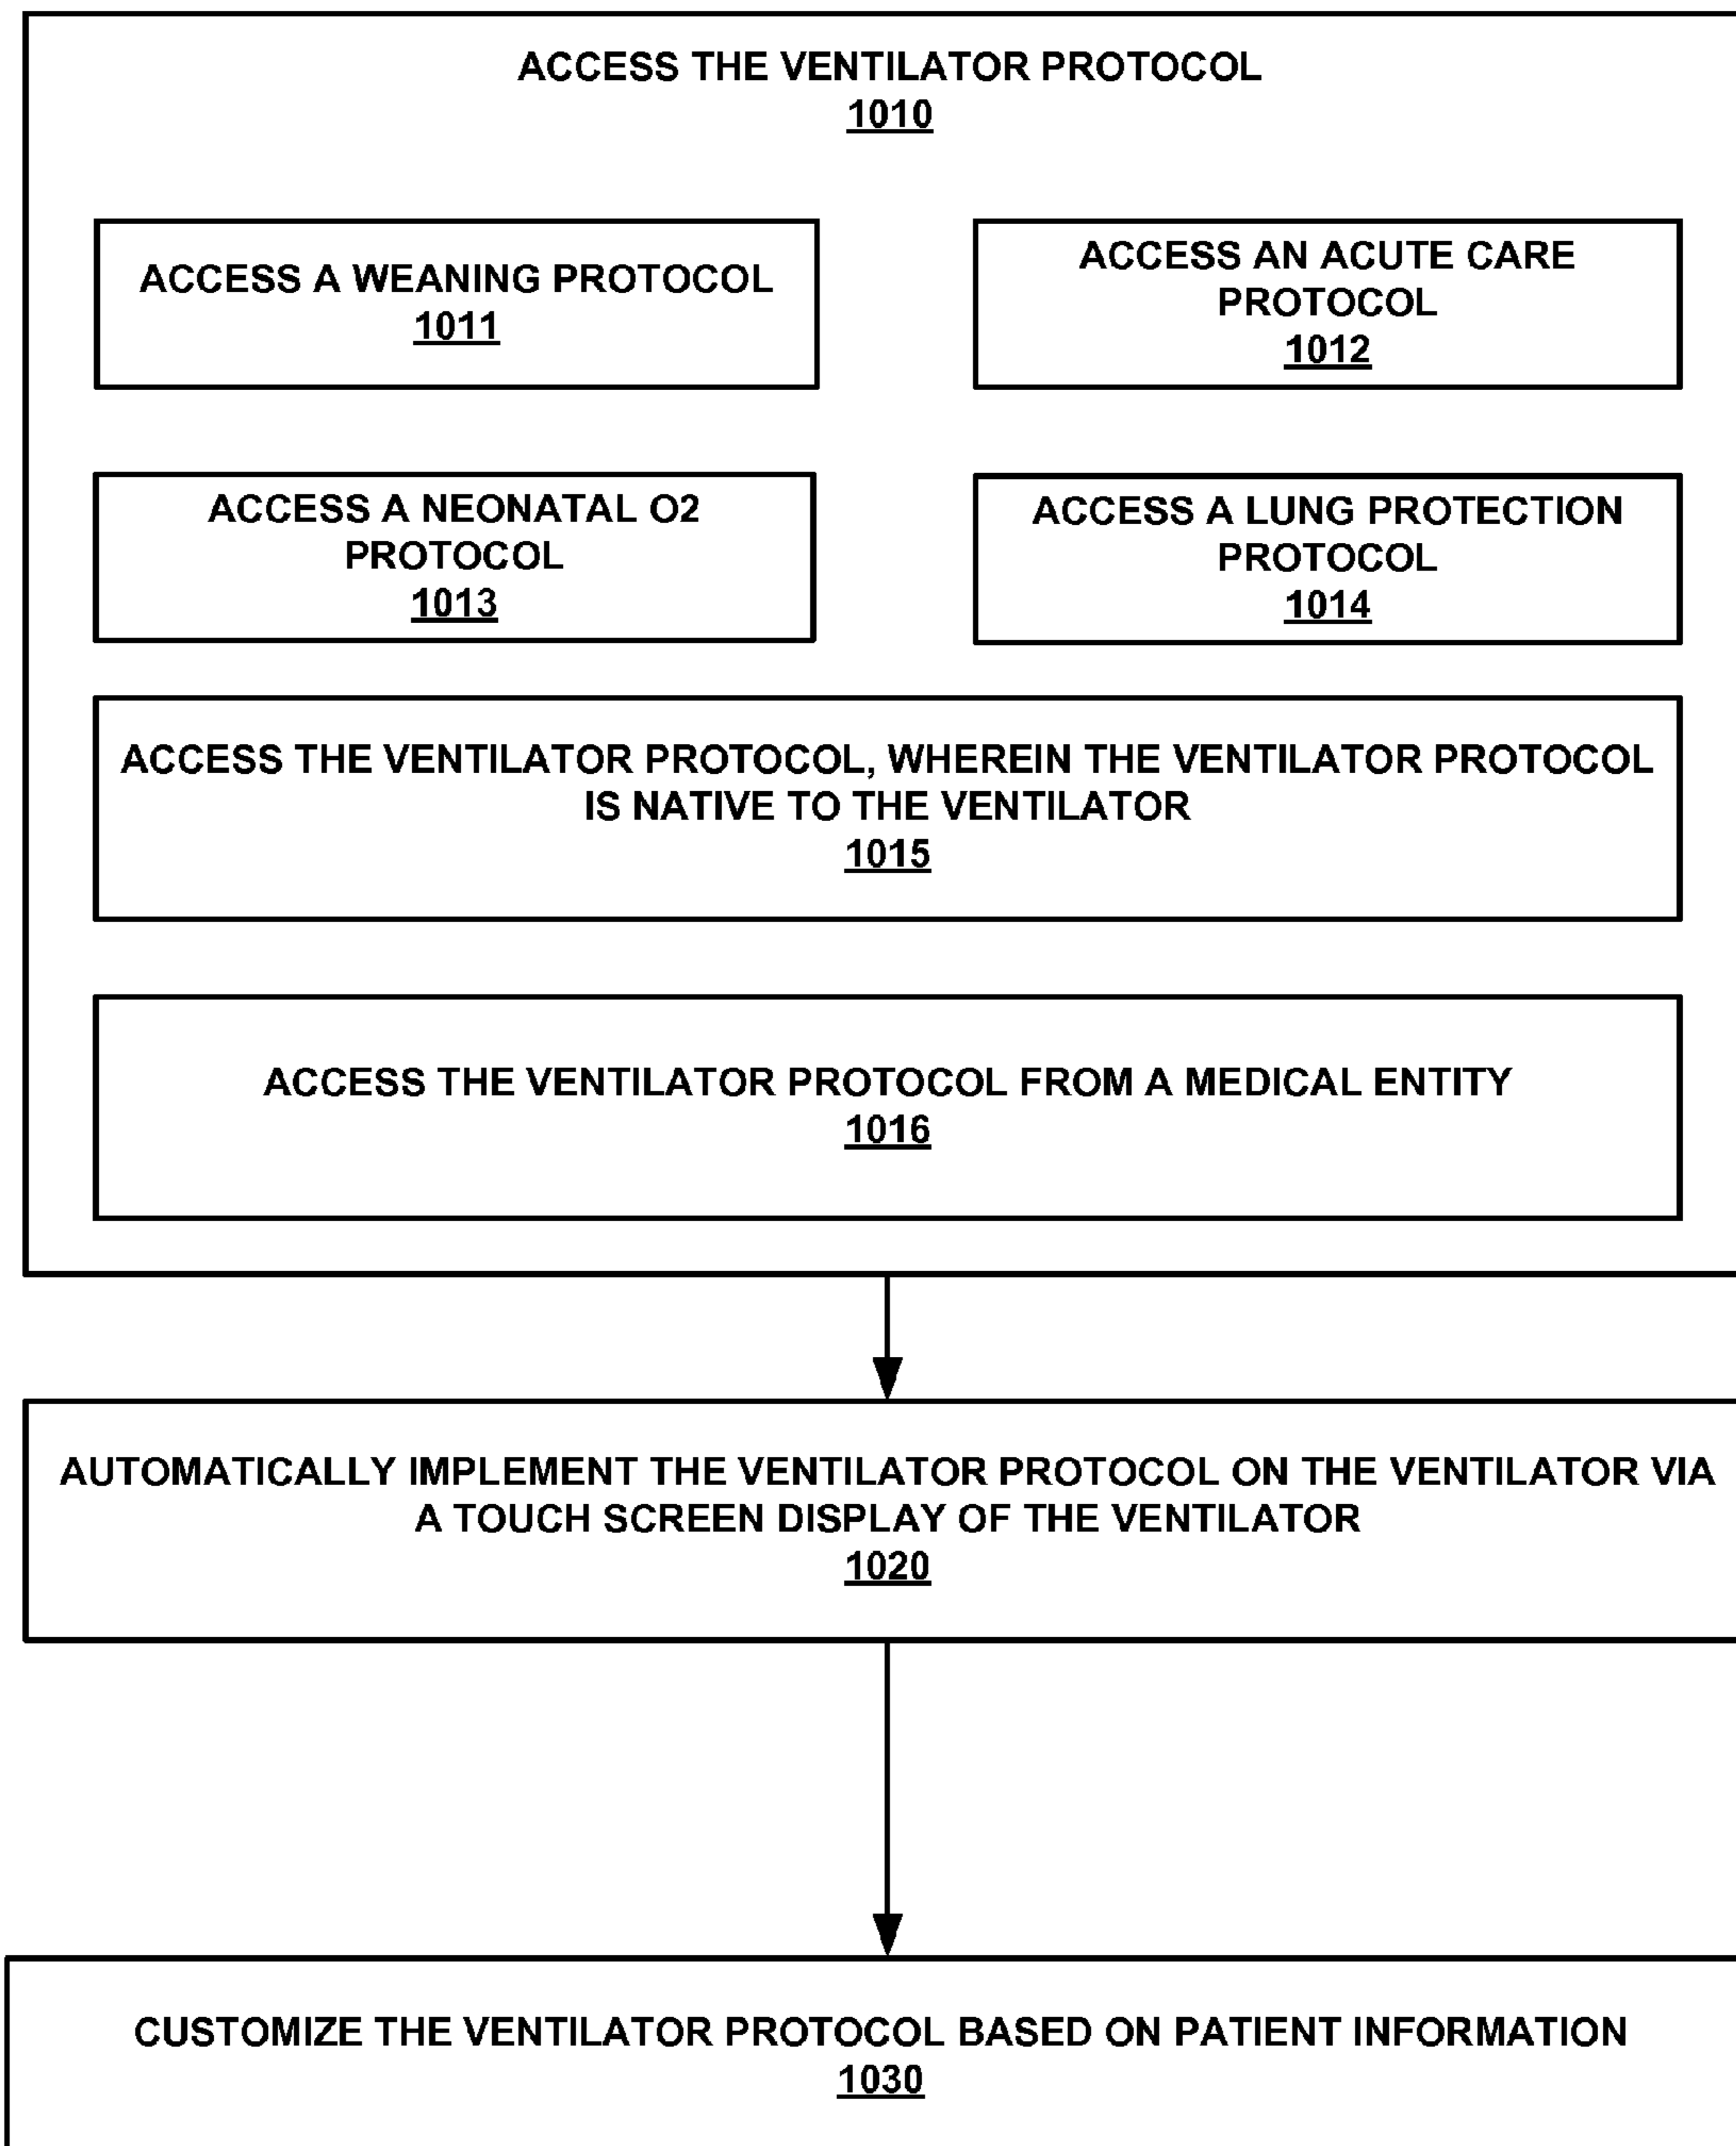 ACCESS THE VENTILATOR PROTOCOL
1010
ACCESS A WEANING PROTOCOL
1011
ACCESS AN ACUTE CARE
PROTOCOL
1012
ACCESS A NEONATAL O2
PROTOCOL
1013
ACCESS A LUNG PROTECTION
PROTOCOL
1014
ACCESS THE VENTILATOR PROTOCOL, WHEREIN THE VENTILATOR PROTOCOL
IS NATIVE TO THE VENTILATOR
1015
ACCESS THE VENTILATOR PROTOCOL FROM A MEDICAL ENTITY
1016
AUTOMATICALLY IMPLEMENT THE VENTILATOR PROTOCOL ON THE VENTILATOR VIA
A TOUCH SCREEN DISPLAY OF THE VENTILATOR
1020
CUSTOMIZE THE VENTILATOR PROTOCOL BASED ON PATIENT INFORMATION
1030